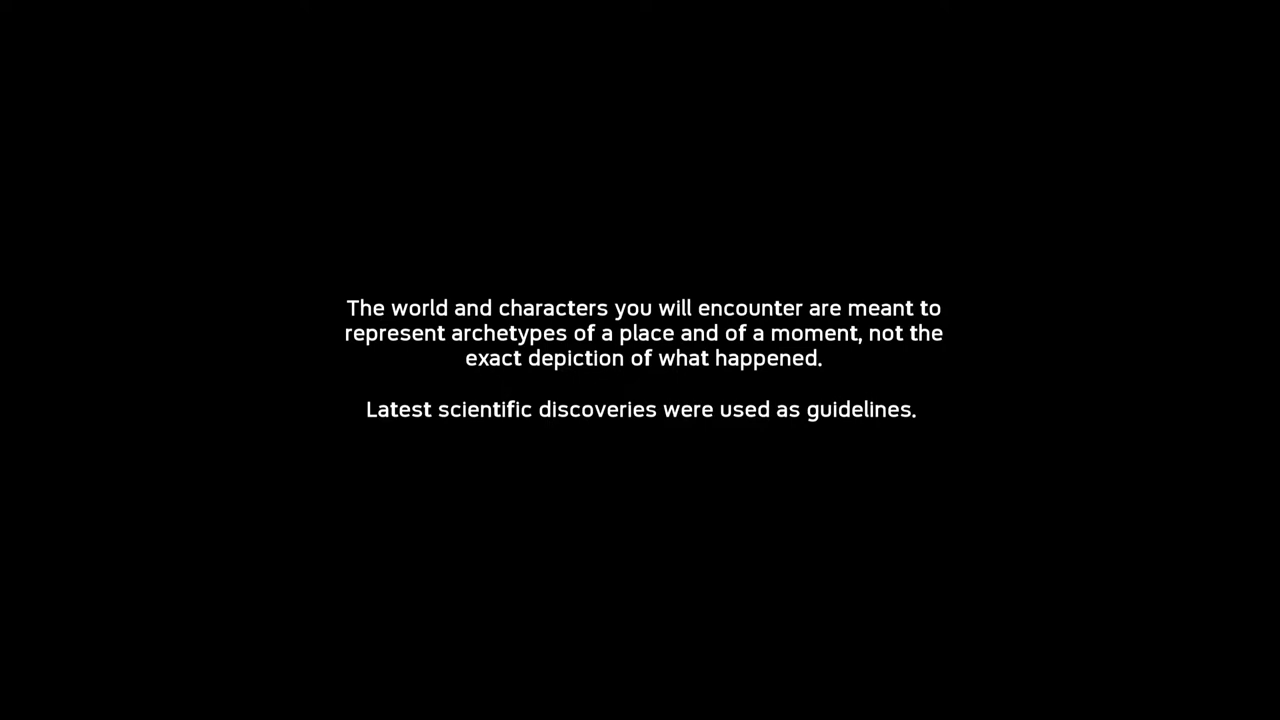 The world and characters you will encounter are meant to
represent archetypes of a place and of a moment, not the
exact depiction of what happened.
Latest scientific discoveries were used as guidelines.